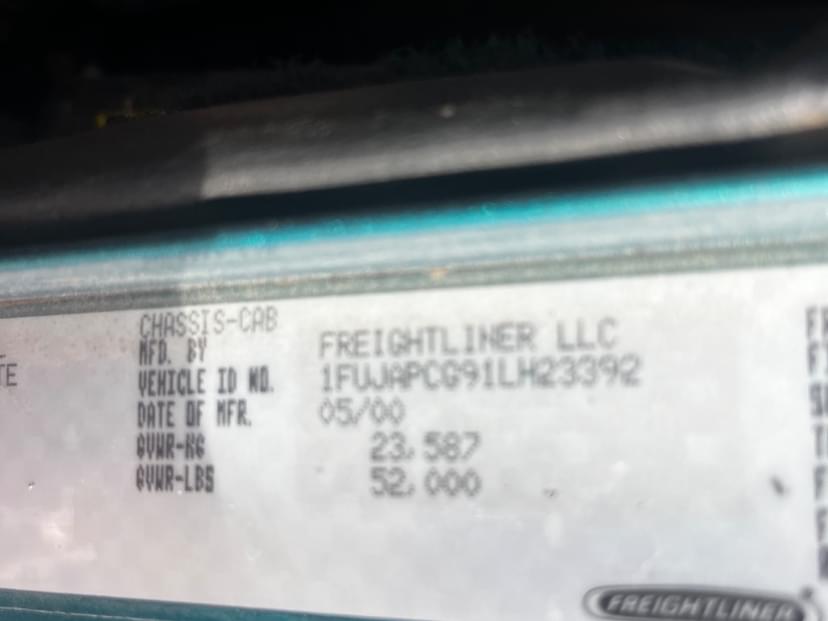 TE
CHASSIS-CAB
MFD. BY FREIGHTLINER LLC
VEHICLE ID NO. 1FUJAPCG91LH23392
DATE OF MFR. 05/00
GVWR-KG 23,587
GVWR-LBS 52,000
FREIGHTLINER